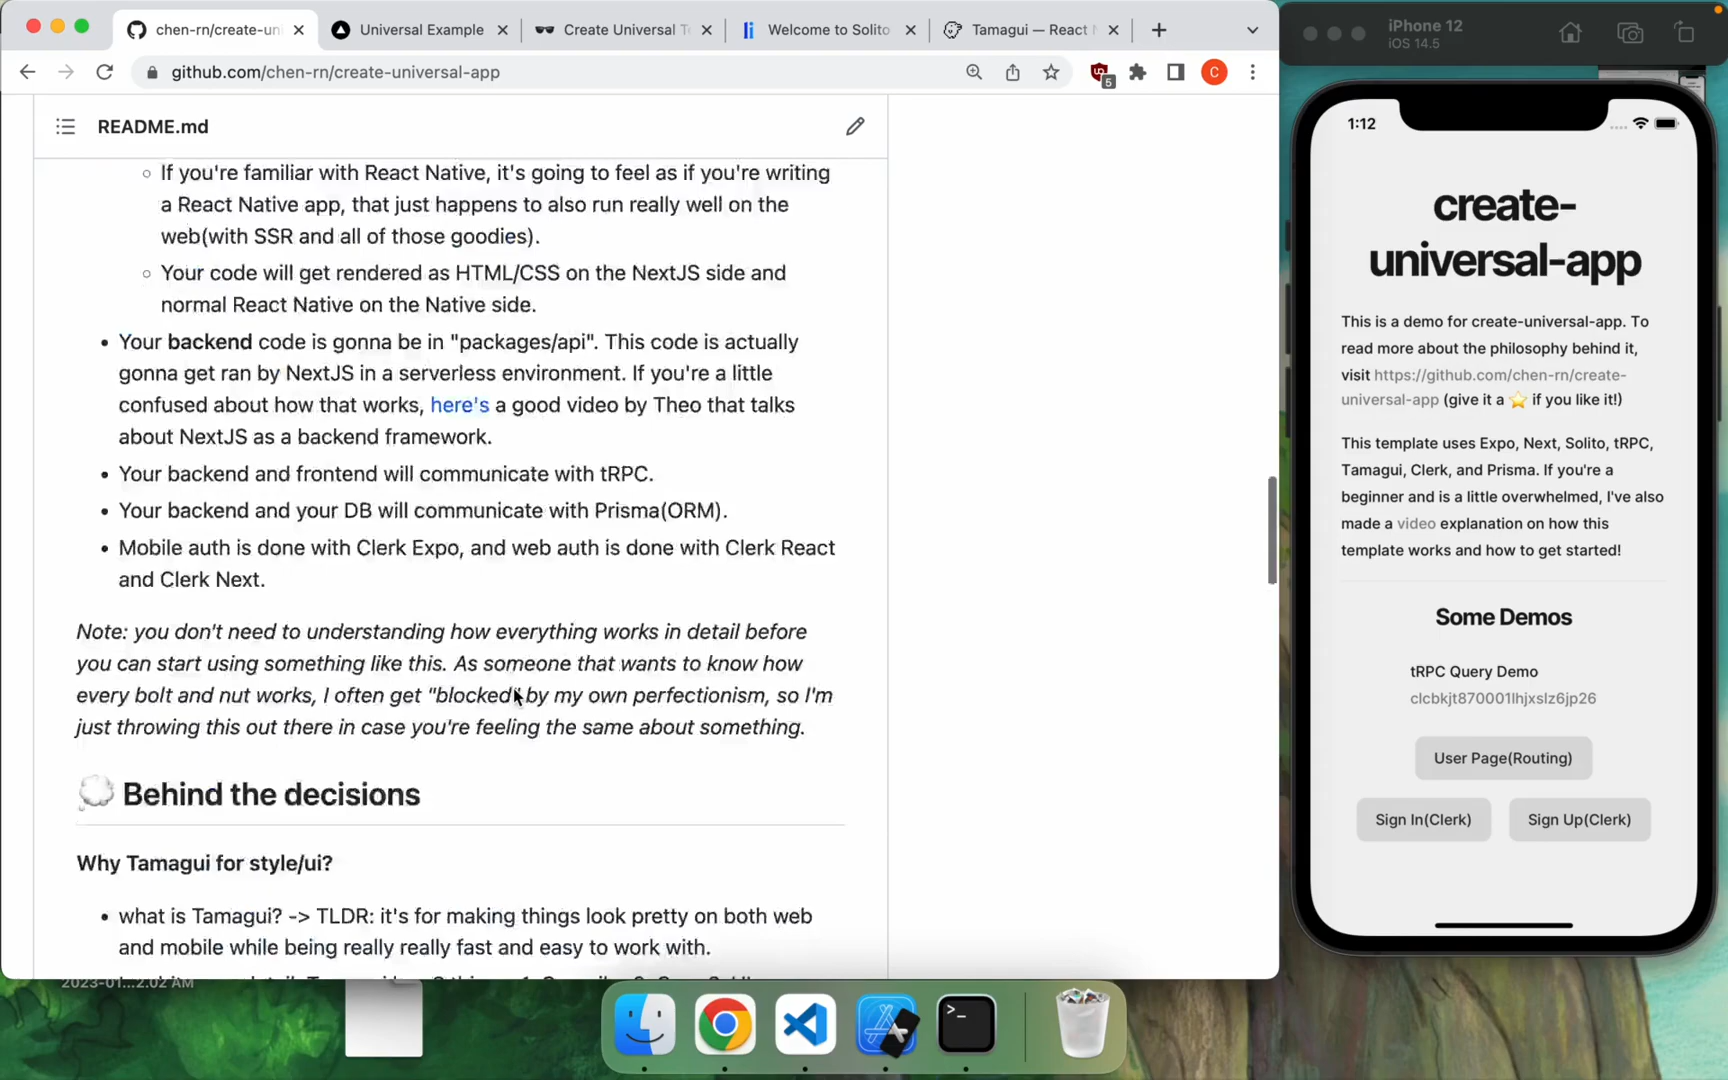 chen-rn/create-un
Universal Example
Create Universal T
Welcome to Solito
Tamagui — React N
github.com/chen-rn/create-universal-app
5
C
README.md
If you're familiar with React Native, it's going to feel as if you're writing
a React Native app, that just happens to also run really well on the
web(with SSR and all of those goodies).
Your code will get rendered as HTML/CSS on the NextJS side and
normal React Native on the Native side.
Your backend code is gonna be in "packages/api". This code is actually
gonna get ran by NextJS in a serverless environment. If you're a little
confused about how that works, here's a good video by Theo that talks
about NextJS as a backend framework.
Your backend and frontend will communicate with tRPC.
Your backend and your DB will communicate with Prisma(ORM).
Mobile auth is done with Clerk Expo, and web auth is done with Clerk React
and Clerk Next.
Note: you don't need to understanding how everything works in detail before
you can start using something like this. As someone that wants to know how
every bolt and nut works, I often get "blocked" by my own perfectionism, so I'm
just throwing this out there in case you're feeling the same about something.
💭 Behind the decisions
Why Tamagui for style/ui?
what is Tamagui? -> TLDR: it's for making things look pretty on both web
and mobile while being really really fast and easy to work with.
2023-01...2.02 AM
iPhone 12
iOS 14.5
1:12
create-
universal-app
This is a demo for create-universal-app. To
read more about the philosophy behind it,
visit https://github.com/chen-rn/create-
universal-app (give it a ⭐ if you like it!)
This template uses Expo, Next, Solito, tRPC,
Tamagui, Clerk, and Prisma. If you're a
beginner and is a little overwhelmed, I've also
made a video explanation on how this
template works and how to get started!
Some Demos
tRPC Query Demo
clcbkjt870001lhjxslz6jp26
User Page(Routing)
Sign In(Clerk)
Sign Up(Clerk)